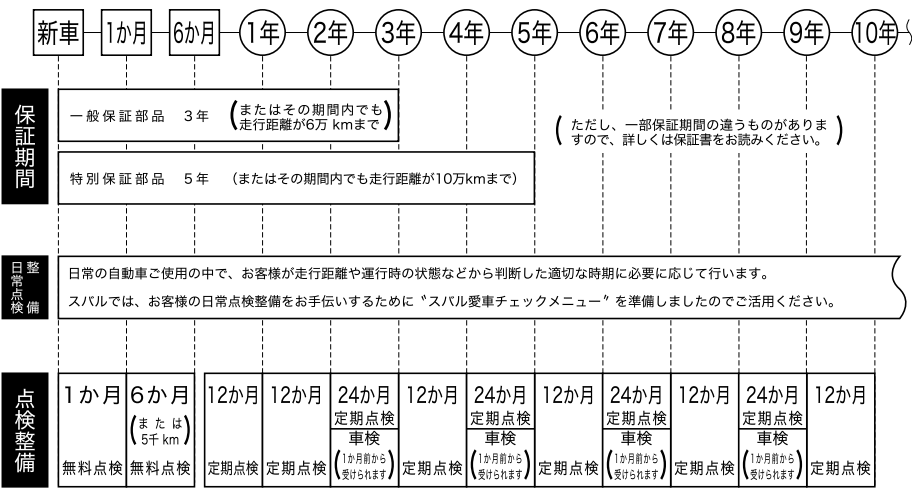 新車 1か月 6か月 1年 2年 3年 4年 5年 6年 7年 8年 9年 10年
保証期間
一般保証部品 3年 (またはその期間内でも
走行距離が6万 kmまで)
(ただし、一部保証期間の違うものがありま
すので、詳しくは保証書をお読みください。)
特別保証部品 5年 (またはその期間内でも走行距離が10万kmまで)
日常点検
整備
日常の自動車ご使用の中で、お客様が走行距離や運行時の状態などから判断した適切な時期に必要に応じて行います。
スバルでは、お客様の日常点検整備をお手伝いするために〝スバル愛車チェックメニュー〞を準備しましたのでご活用ください。
点検整備
1か月
無料点検
6か月
(または
5千km)
無料点検
12か月
定期点検
12か月
定期点検
24か月
定期点検
車検
(1か月前から
受けられます)
12か月
定期点検
24か月
定期点検
車検
(1か月前から
受けられます)
12か月
定期点検
24か月
定期点検
車検
(1か月前から
受けられます)
12か月
定期点検
24か月
定期点検
車検
(1か月前から
受けられます)
12か月
定期点検